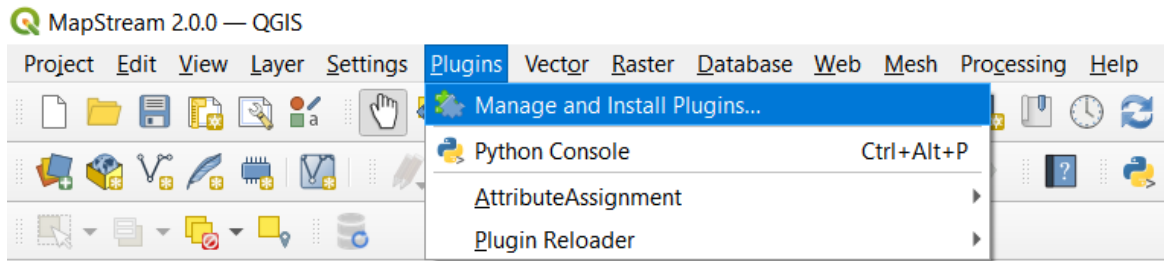 MapStream 2.0.0 — QGIS
Project Edit View Layer Settings Plugins Vector Raster Database Web Mesh Processing Help
Manage and Install Plugins...
a
Python Console Ctrl+Alt+P
?
AttributeAssignment
Plugin Reloader